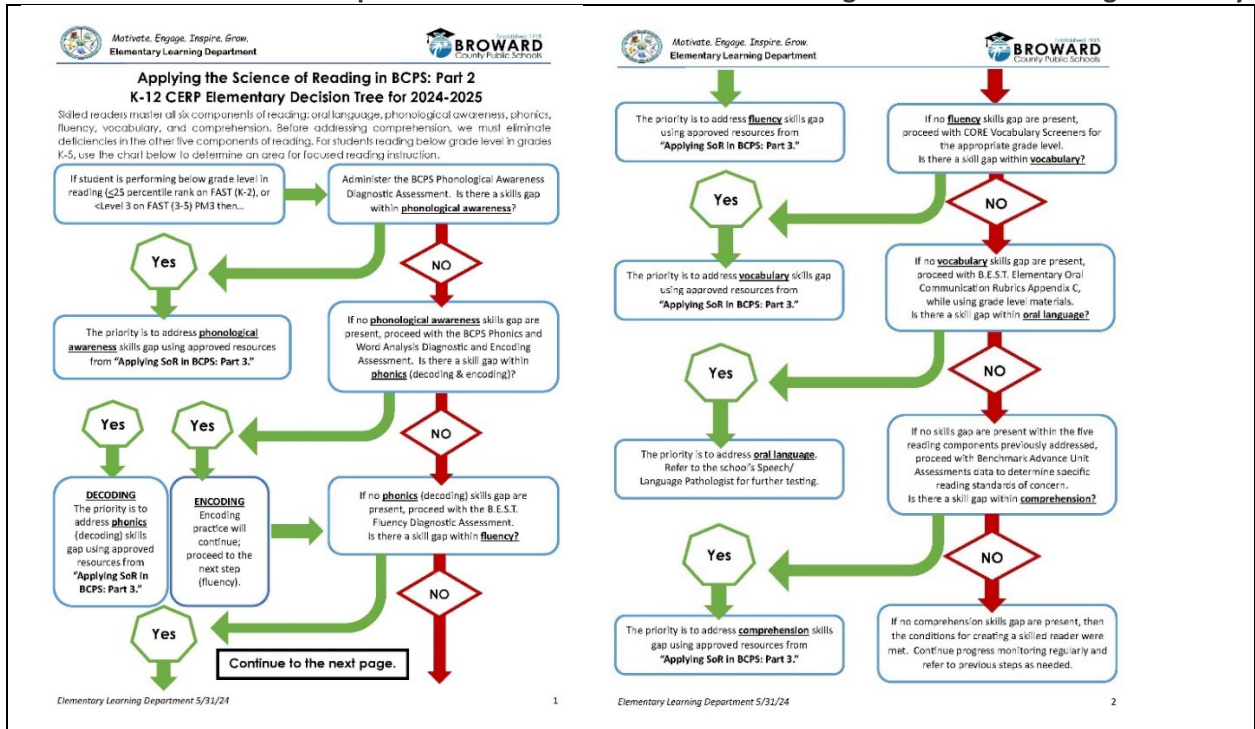 Motivate. Engage. Inspire. Grow.
Elementary Learning Department
Established 1915
BROWARD
County Public Schools
Applying the Science of Reading in BCPS: Part 2
K-12 CERP Elementary Decision Tree for 2024-2025
Skilled readers master all six components of reading: oral language, phonological awareness, phonics,
fluency, vocabulary, and comprehension. Before addressing comprehension, we must eliminate
deficiencies in the other five components of reading. For students reading below grade level in grades
K-5, use the chart below to determine an area for focused reading instruction.
If student is performing below grade level in
reading (≤25 percentile rank on FAST (K-2), or
<Level 3 on FAST (3-5) PM3 then...
Administer the BCPS Phonological Awareness
Diagnostic Assessment. Is there a skills gap
within phonological awareness?
Yes
NO
The priority is to address phonological
awareness skills gap using approved resources
from "Applying SoR in BCPS: Part 3."
If no phonological awareness skills gap are
present, proceed with the BCPS Phonics and
Word Analysis Diagnostic and Encoding
Assessment. Is there a skill gap within
phonics (decoding & encoding)?
Yes
Yes
NO
DECODING
The priority is to
address phonics
(decoding) skills
gap using approved
resources from
"Applying SoR in
BCPS: Part 3."
ENCODING
Encoding
practice will
continue;
proceed to the
next step
(fluency).
If no phonics (decoding) skills gap are
present, proceed with the B.E.S.T.
Fluency Diagnostic Assessment.
Is there a skill gap within fluency?
Yes
NO
Continue to the next page.
Elementary Learning Department 5/31/24
1
Motivate. Engage. Inspire. Grow.
Elementary Learning Department
Established 1915
BROWARD
County Public Schools
The priority is to address fluency skills gap
using approved resources from
"Applying SoR in BCPS: Part 3."
If no fluency skills gap are present,
proceed with CORE Vocabulary Screeners for
the appropriate grade level.
Is there a skill gap within vocabulary?
Yes
NO
The priority is to address vocabulary skills gap
using approved resources from
"Applying SoR in BCPS: Part 3."
If no vocabulary skills gap are present,
proceed with B.E.S.T. Elementary Oral
Communication Rubrics Appendix C,
while using grade level materials.
Is there a skill gap within oral language?
Yes
NO
The priority is to address oral language.
Refer to the school's Speech/
Language Pathologist for further testing.
If no skills gap are present within the five
reading components previously addressed,
proceed with Benchmark Advance Unit
Assessments data to determine specific
reading standards of concern.
Is there a skill gap within comprehension?
Yes
NO
The priority is to address comprehension skills
gap using approved resources from
"Applying SoR in BCPS: Part 3."
If no comprehension skills gap are present, then
the conditions for creating a skilled reader were
met. Continue progress monitoring regularly and
refer to previous steps as needed.
Elementary Learning Department 5/31/24
2